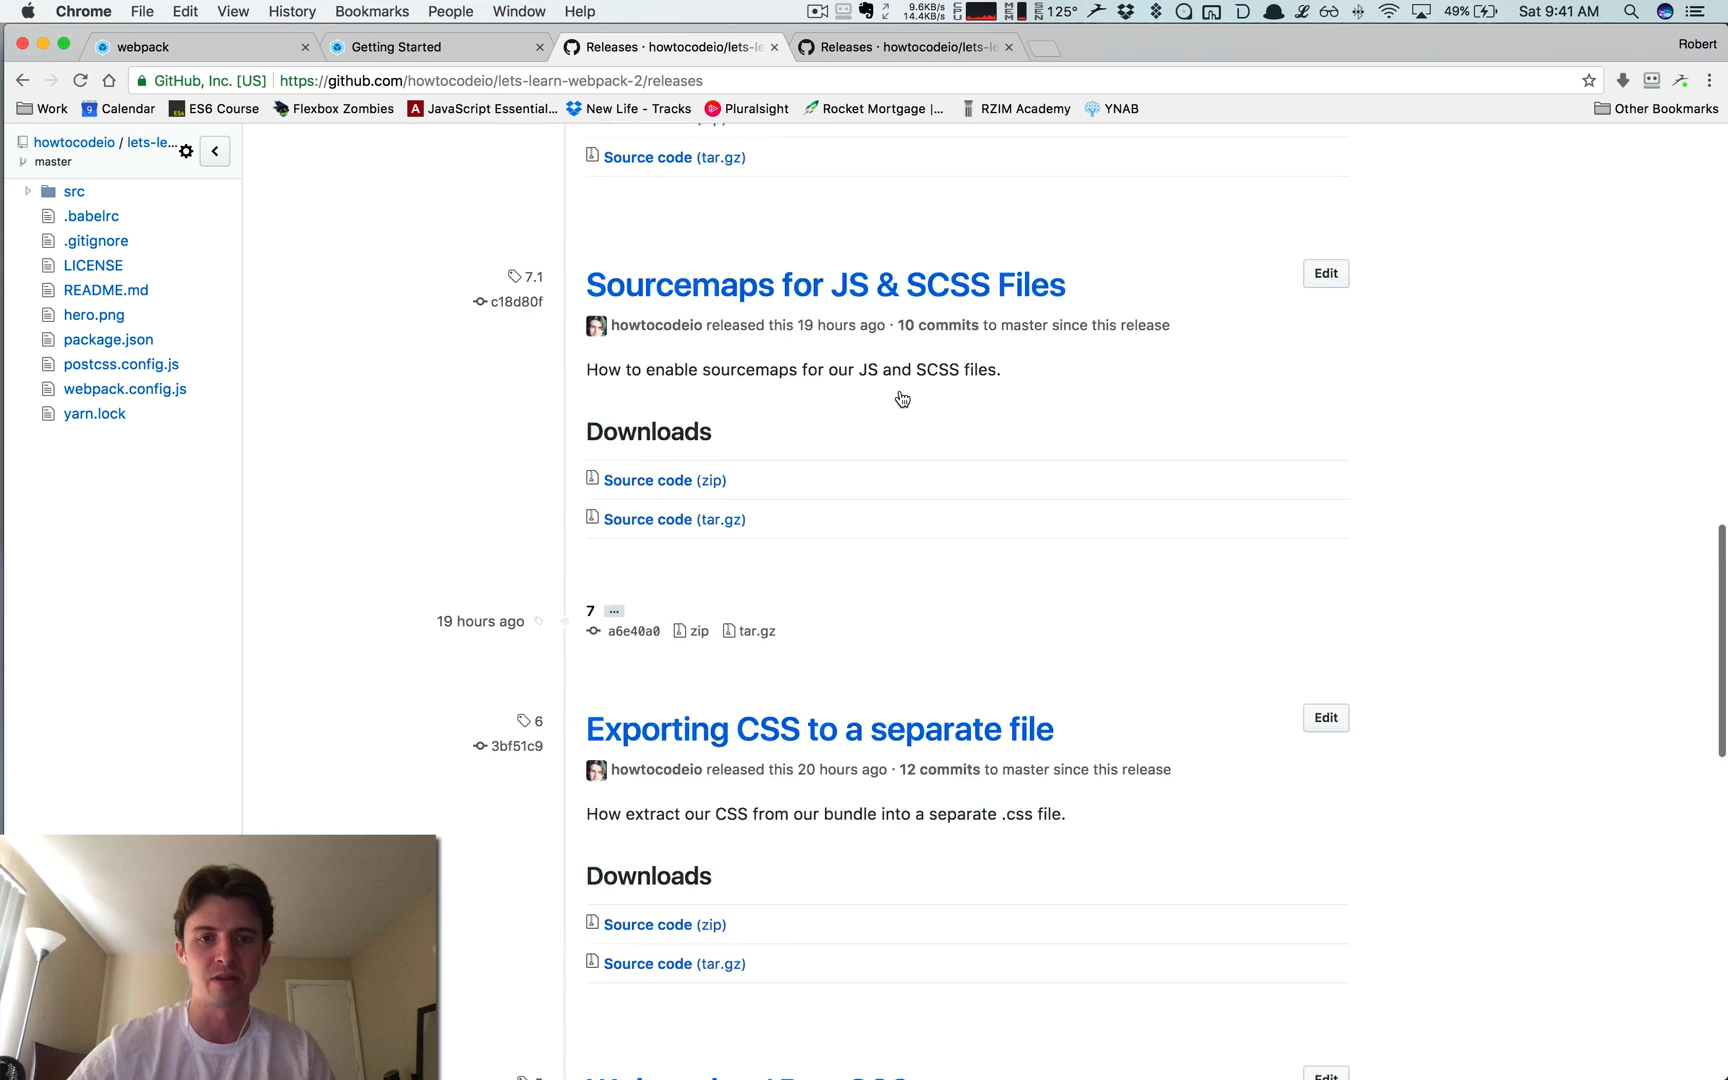 Chrome File Edit View History Bookmarks People Window Help 9.6KB/s 14.4KB/s 125° 49% Sat 9:41 AM
webpack Getting Started Releases · howtocodeio/lets-le Releases · howtocodeio/lets-le Robert
GitHub, Inc. [US] https://github.com/howtocodeio/lets-learn-webpack-2/releases
Work Calendar ES6 Course Flexbox Zombies JavaScript Essential... New Life - Tracks Pluralsight Rocket Mortgage |... RZIM Academy YNAB Other Bookmarks
howtocodeio / lets-le...
master
src
.babelrc
.gitignore
LICENSE
README.md
hero.png
package.json
postcss.config.js
webpack.config.js
yarn.lock
Source code (tar.gz)
7.1
c18d80f
Sourcemaps for JS & SCSS Files
Edit
howtocodeio released this 19 hours ago · 10 commits to master since this release
How to enable sourcemaps for our JS and SCSS files.
Downloads
Source code (zip)
Source code (tar.gz)
19 hours ago
7 ...
a6e40a0 zip tar.gz
6
3bf51c9
Exporting CSS to a separate file
Edit
howtocodeio released this 20 hours ago · 12 commits to master since this release
How extract our CSS from our bundle into a separate .css file.
Downloads
Source code (zip)
Source code (tar.gz)
Edit